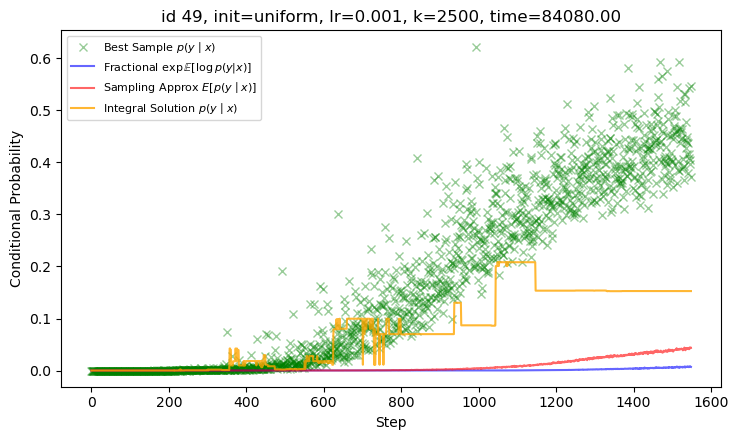 id 49, init=uniform, lr=0.001, k=2500, time=84080.00
Best Sample p(y | x)
Fractional exp𝔼[log p(y|x)]
Sampling Approx E[p(y | x)]
Integral Solution p(y | x)
Conditional Probability
0.6
0.5
0.4
0.3
0.2
0.1
0.0
0 200 400 600 800 1000 1200 1400 1600
Step